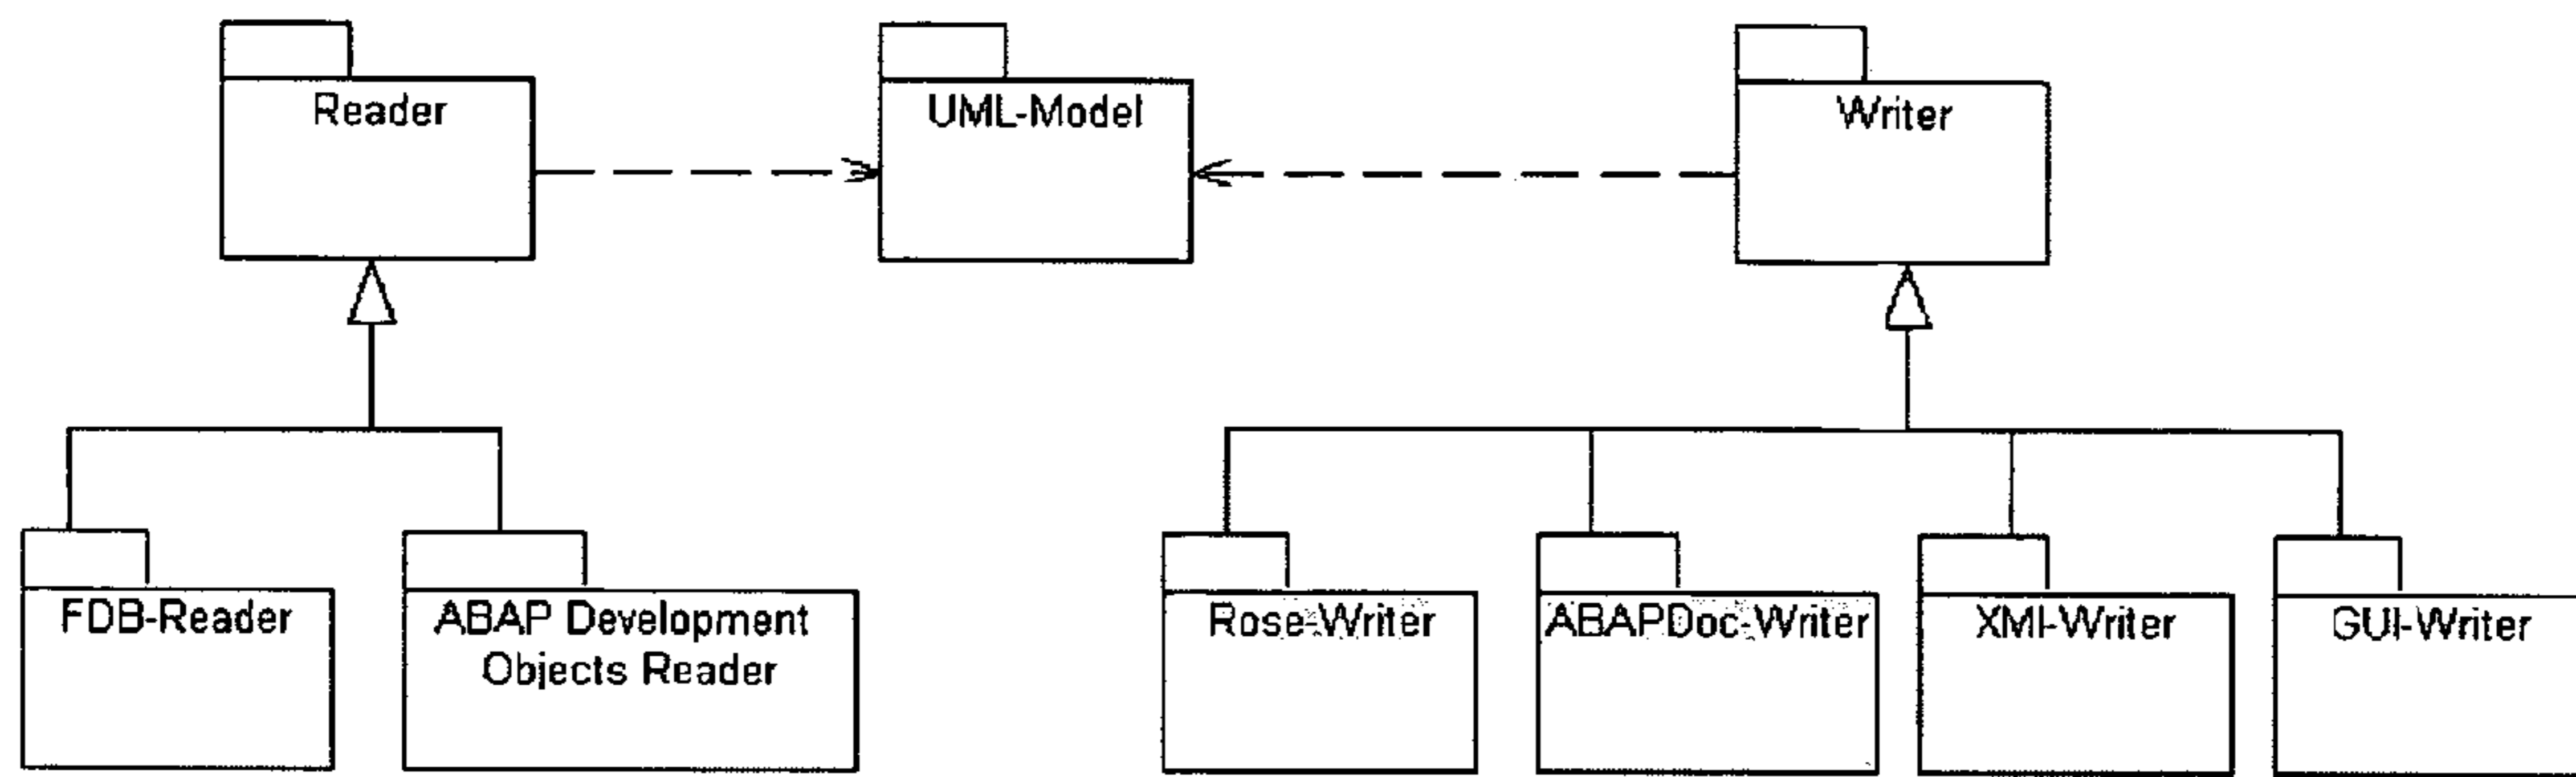 Reader
UML-Model
Writer
FDB-Reader
ABAP Development
Objects Reader
Rose-Writer
ABAPDoc-Writer
XMI-Writer
GUI-Writer